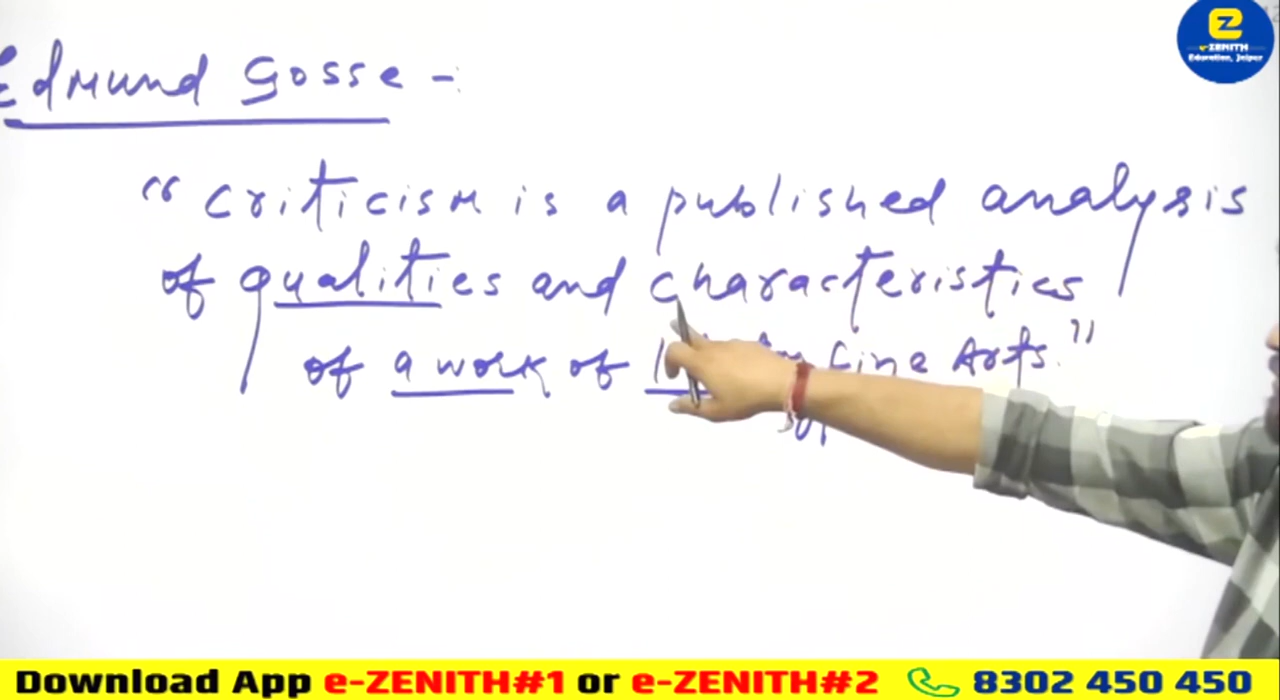 e-ZENITH
Education, Jaipur
Edmund Gosse -:
"criticism is a published analysis
of qualities and characteristics
of a work of fine Arts."
Download App e-ZENITH#1 or e-ZENITH#2 8302 450 450